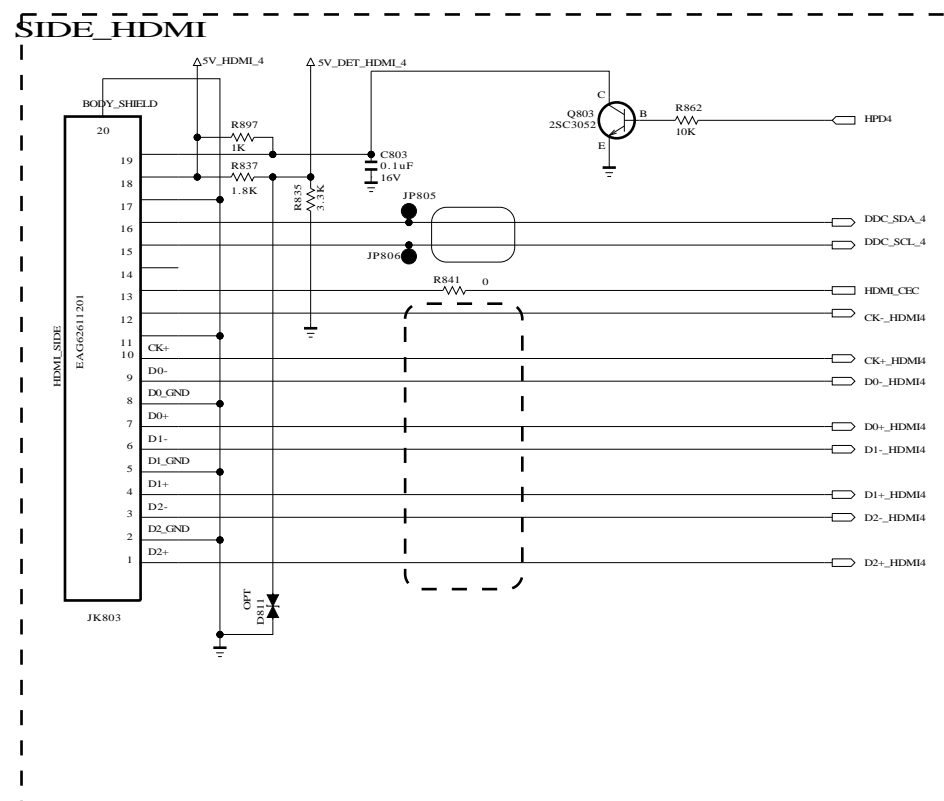 SIDE_HDMI
5V_HDMI_4
5V_DET_HDMI_4
BODY_SHIELD
20
R897
1K
R837
1.8K
R835
3.3K
C803
0.1uF
16V
C
Q803
2SC3052
B
E
R862
10K
HPD4
JP805
JP806
R841
0
19
18
17
16
15
14
13
12
11
10
9
8
7
6
5
4
3
2
1
HDMI_SIDE
EAG62611201
CK+
D0-
D0_GND
D0+
D1-
D1_GND
D1+
D2-
D2_GND
D2+
DDC_SDA_4
DDC_SCL_4
HDMI_CEC
CK-_HDMI4
CK+_HDMI4
D0-_HDMI4
D0+_HDMI4
D1-_HDMI4
D1+_HDMI4
D2-_HDMI4
D2+_HDMI4
OPT
D811
JK803